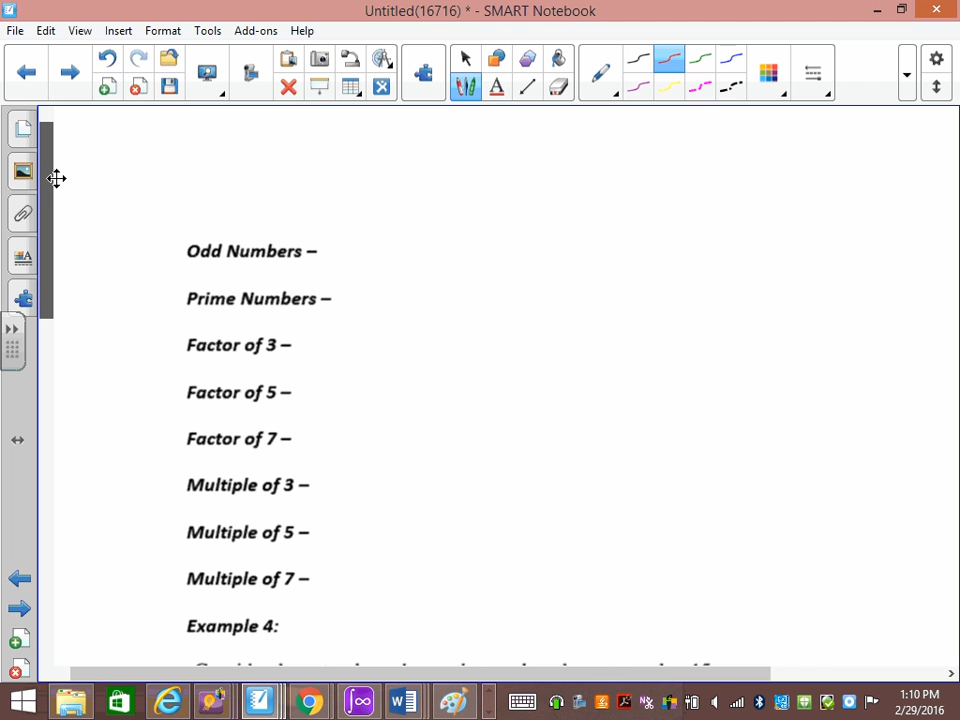 Untitled(16716) * - SMART Notebook
File Edit View Insert Format Tools Add-ons Help
Odd Numbers –
Prime Numbers –
Factor of 3 –
Factor of 5 –
Factor of 7 –
Multiple of 3 –
Multiple of 5 –
Multiple of 7 –
Example 4:
1:10 PM
2/29/2016